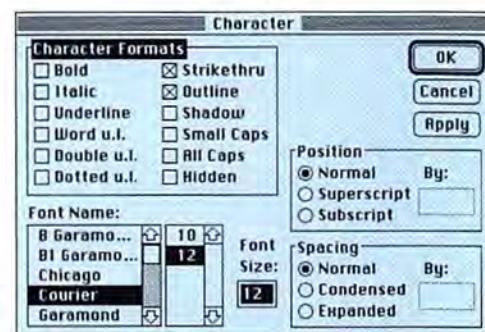 Character
Character Formats
Bold
Italic
Underline
Word u.l.
Double u.l.
Dotted u.l.
Strikethru
Outline
Shadow
Small Caps
All Caps
Hidden
OK
Cancel
Apply
Position
Normal
Superscript
Subscript
By:
Font Name:
B Garamo...
BI Garamo...
Chicago
Courier
Garamond
10
12
Font
Size:
12
Spacing
Normal
Condensed
Expanded
By: